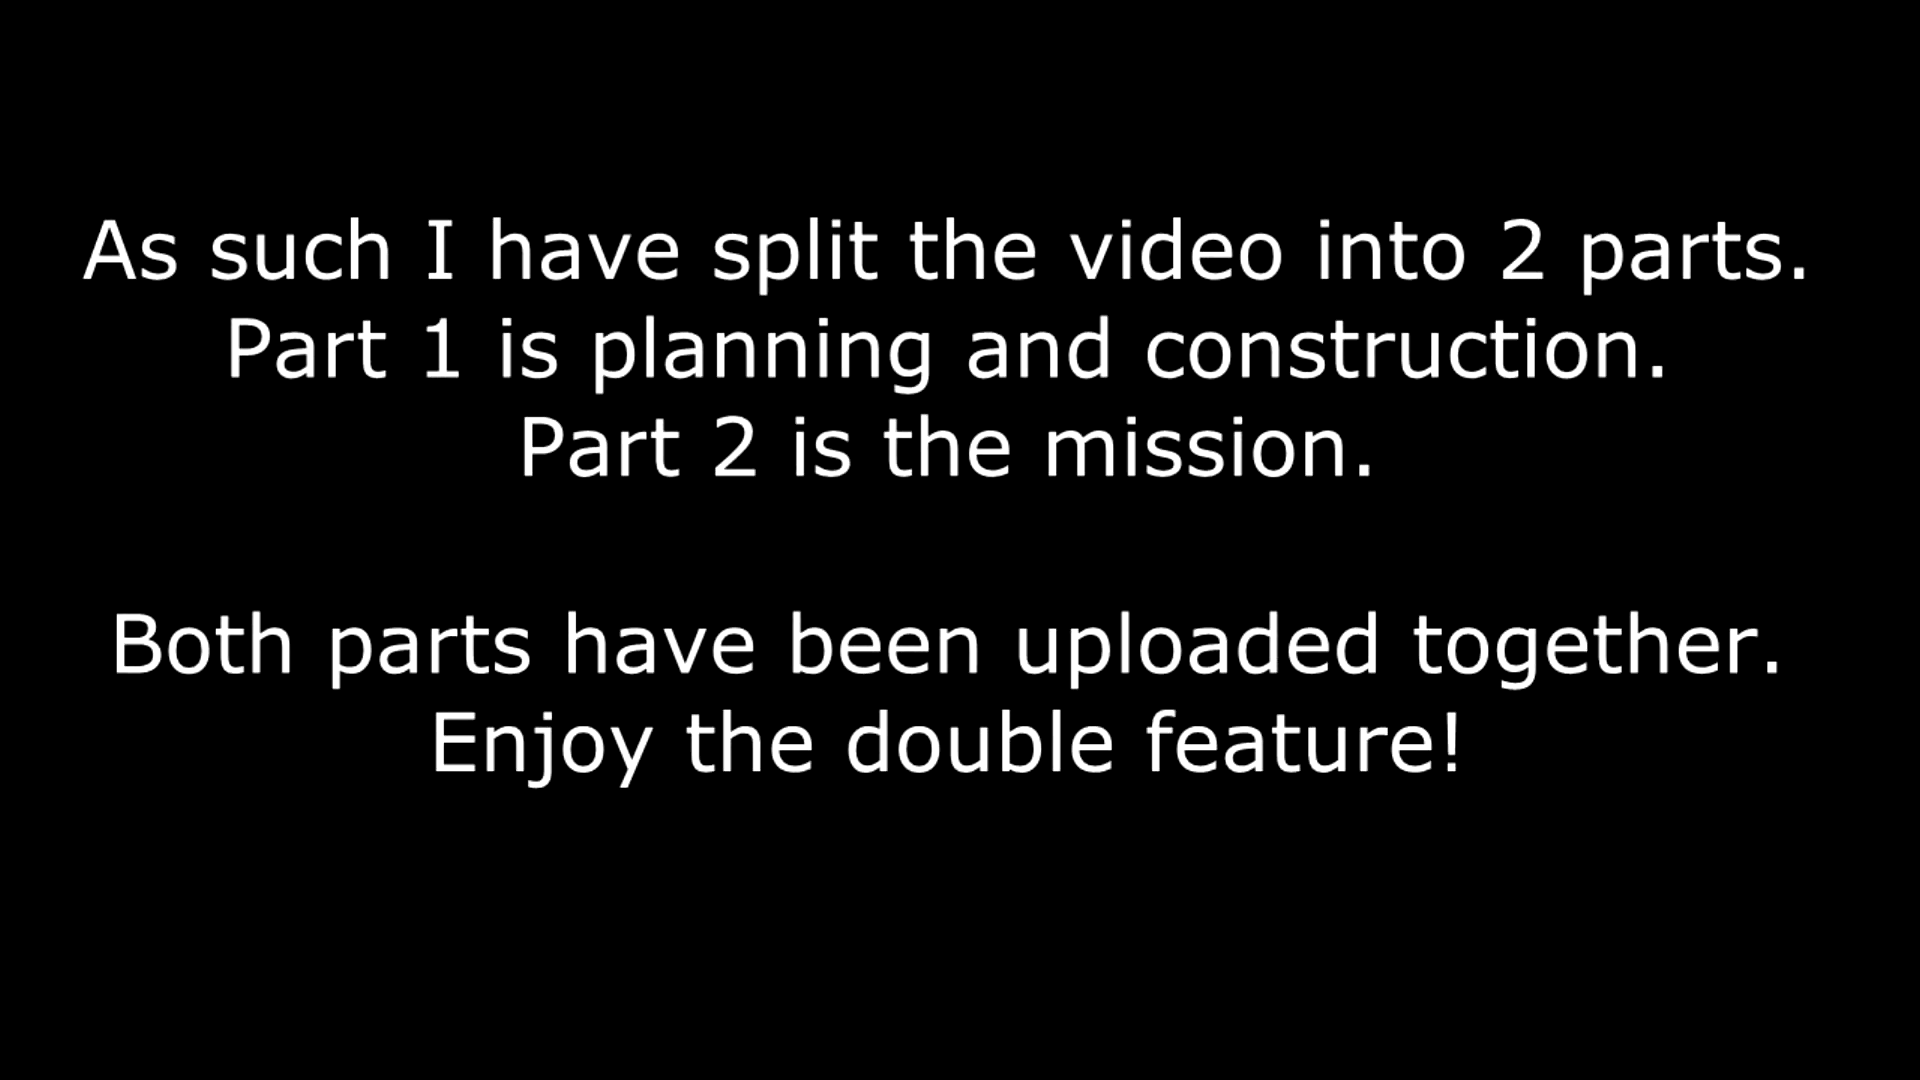 As such I have split the video into 2 parts.
Part 1 is planning and construction.
Part 2 is the mission.
Both parts have been uploaded together.
Enjoy the double feature!